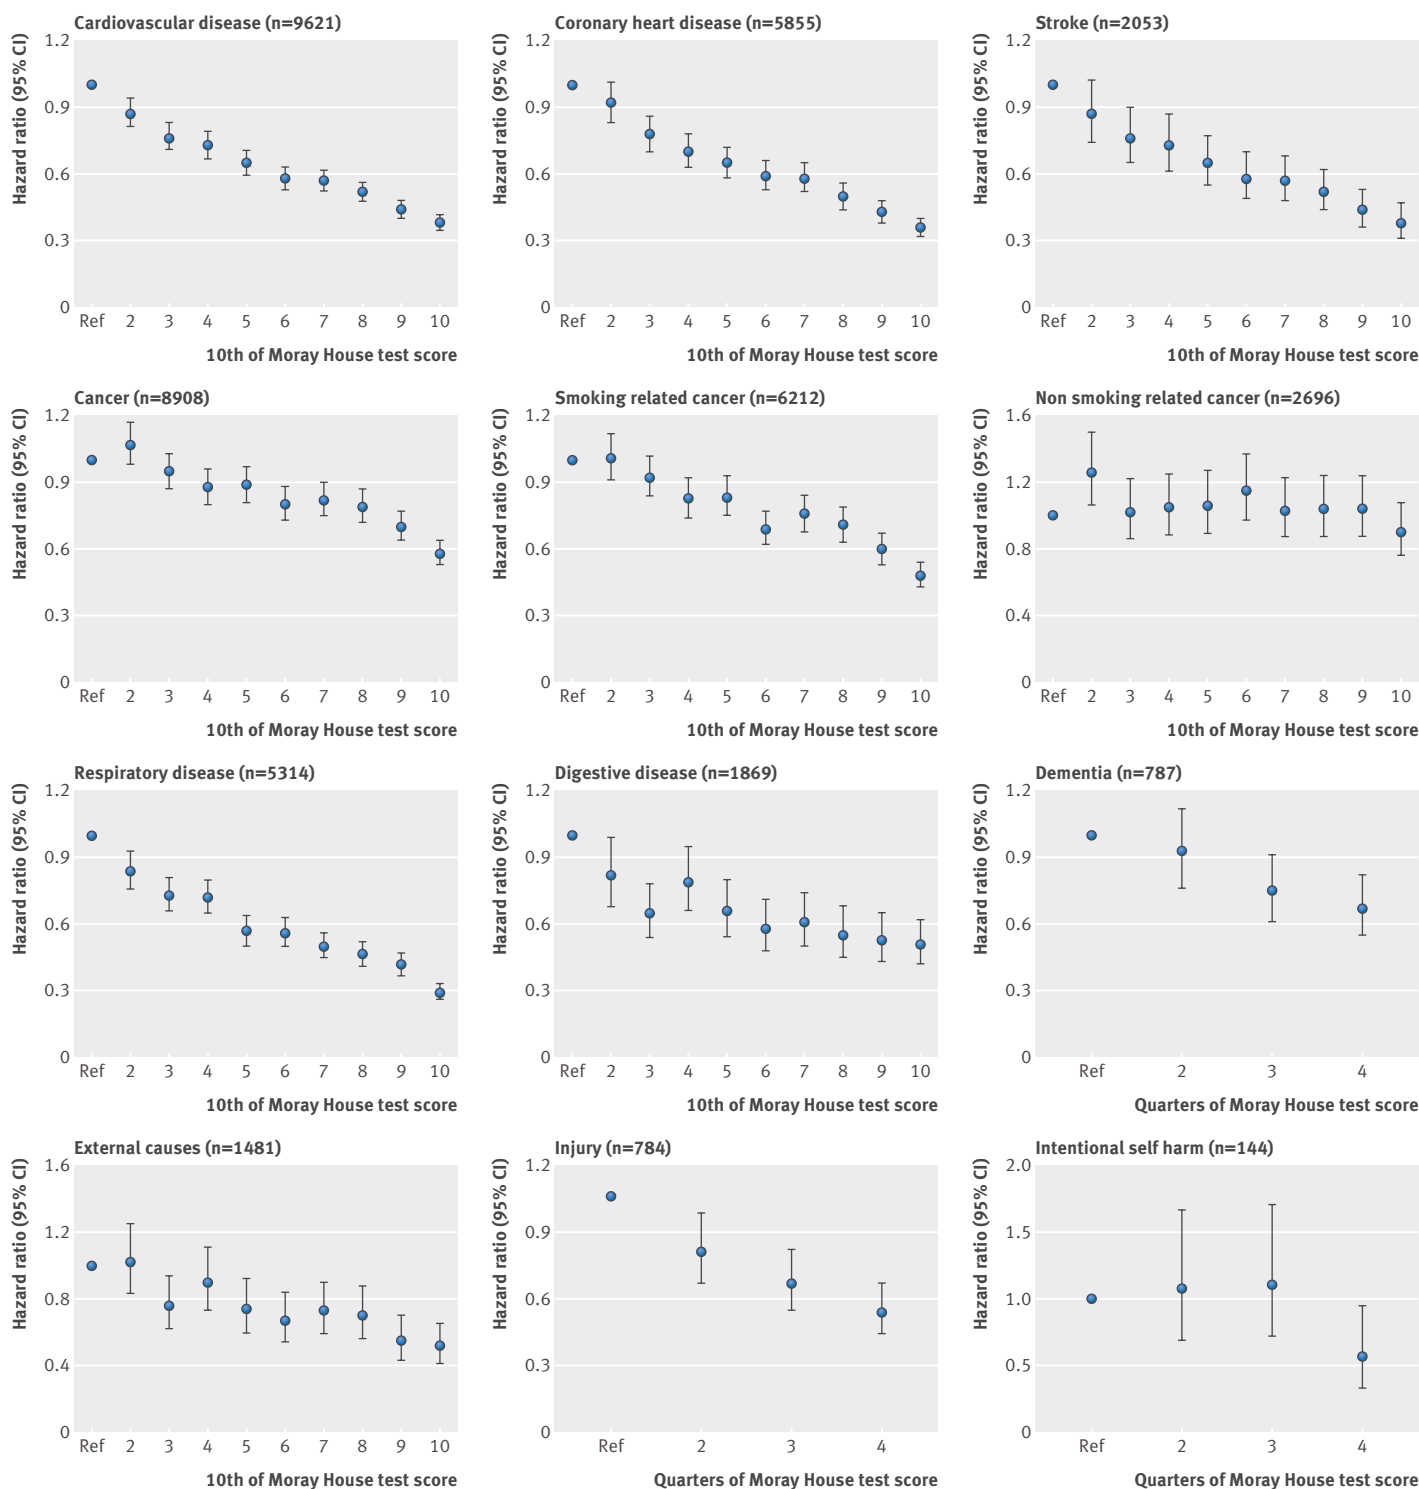 Cardiovascular disease (n=9621)
Hazard ratio (95% CI)
1.2
0.9
0.6
0.3
0
Ref 2 3 4 5 6 7 8 9 10
10th of Moray House test score
Coronary heart disease (n=5855)
Hazard ratio (95% CI)
1.2
0.9
0.6
0.3
0
Ref 2 3 4 5 6 7 8 9 10
10th of Moray House test score
Stroke (n=2053)
Hazard ratio (95% CI)
1.2
0.9
0.6
0.3
0
Ref 2 3 4 5 6 7 8 9 10
10th of Moray House test score
Cancer (n=8908)
Hazard ratio (95% CI)
1.2
0.9
0.6
0.3
0
Ref 2 3 4 5 6 7 8 9 10
10th of Moray House test score
Smoking related cancer (n=6212)
Hazard ratio (95% CI)
1.2
0.9
0.6
0.3
0
Ref 2 3 4 5 6 7 8 9 10
10th of Moray House test score
Non smoking related cancer (n=2696)
Hazard ratio (95% CI)
1.6
1.2
0.8
0.4
0
Ref 2 3 4 5 6 7 8 9 10
10th of Moray House test score
Respiratory disease (n=5314)
Hazard ratio (95% CI)
1.2
0.9
0.6
0.3
0
Ref 2 3 4 5 6 7 8 9 10
10th of Moray House test score
Digestive disease (n=1869)
Hazard ratio (95% CI)
1.2
0.9
0.6
0.3
0
Ref 2 3 4 5 6 7 8 9 10
10th of Moray House test score
Dementia (n=787)
Hazard ratio (95% CI)
1.2
0.9
0.6
0.3
0
Ref 2 3 4
Quarters of Moray House test score
External causes (n=1481)
Hazard ratio (95% CI)
1.6
1.2
0.8
0.4
0
Ref 2 3 4 5 6 7 8 9 10
10th of Moray House test score
Injury (n=784)
Hazard ratio (95% CI)
1.2
0.9
0.6
0.3
0
Ref 2 3 4
Quarters of Moray House test score
Intentional self harm (n=144)
Hazard ratio (95% CI)
2.0
1.5
1.0
0.5
0
Ref 2 3 4
Quarters of Moray House test score